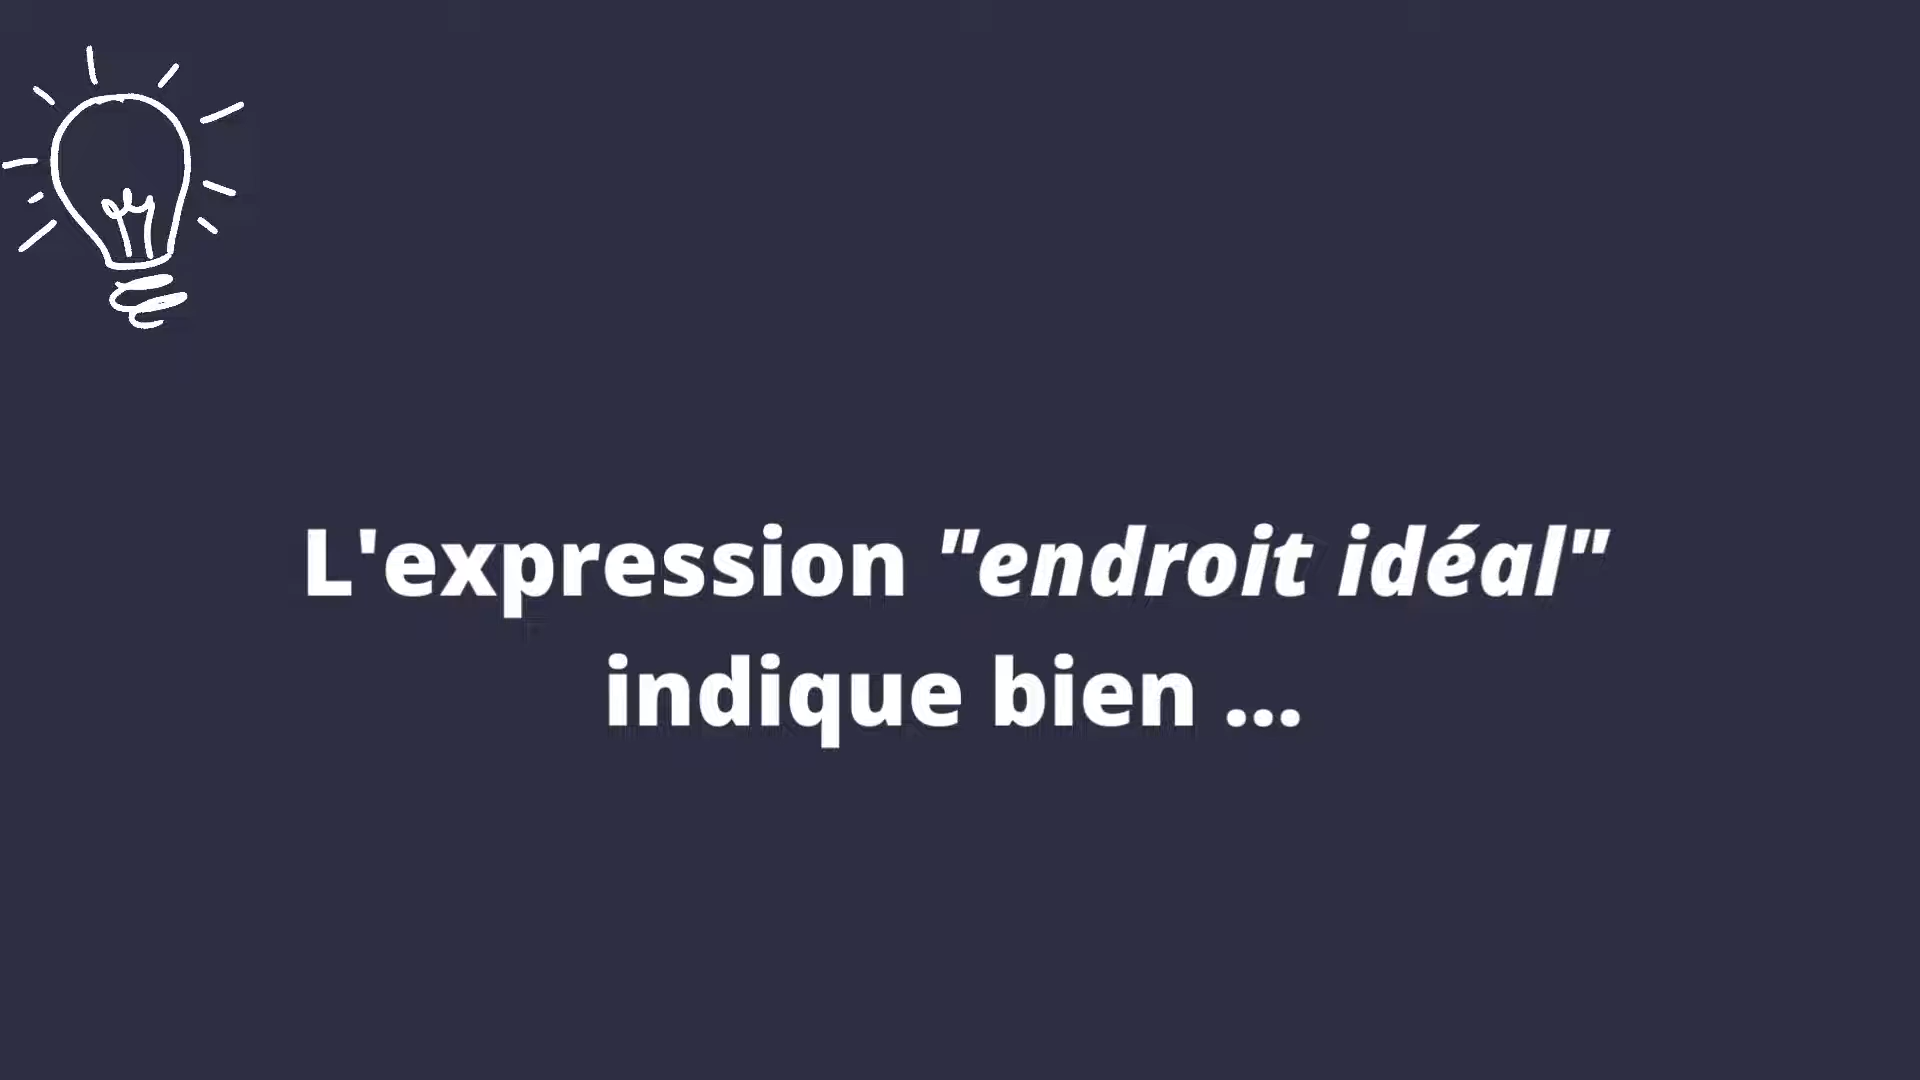 L'expression "endroit idéal"
indique bien ...